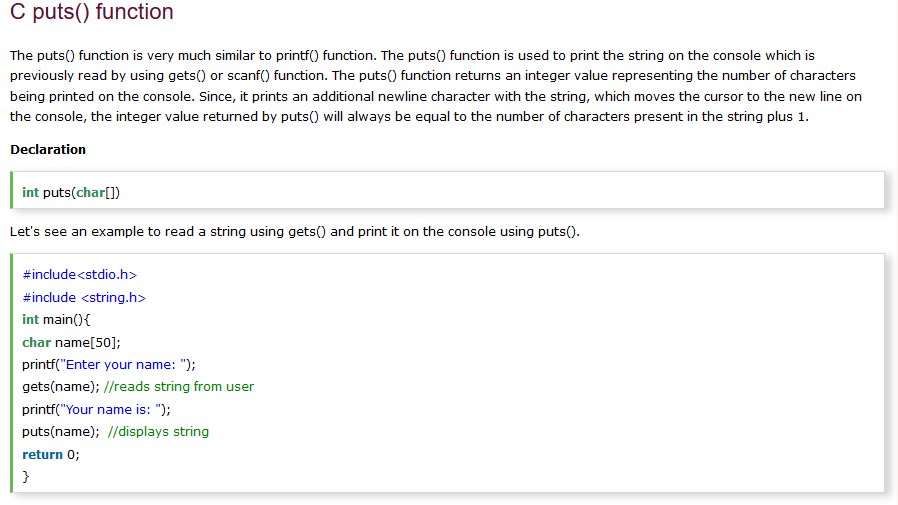 C puts() function
The puts() function is very much similar to printf() function. The puts() function is used to print the string on the console which is
previously read by using gets() or scanf() function. The puts() function returns an integer value representing the number of characters
being printed on the console. Since, it prints an additional newline character with the string, which moves the cursor to the new line on
the console, the integer value returned by puts() will always be equal to the number of characters present in the string plus 1.
Declaration
int puts(char[])
Let's see an example to read a string using gets() and print it on the console using puts().
#include<stdio.h>
#include <string.h>
int main(){
char name[50];
printf("Enter your name: ");
gets(name); //reads string from user
printf("Your name is: ");
puts(name);  //displays string
return 0;
}